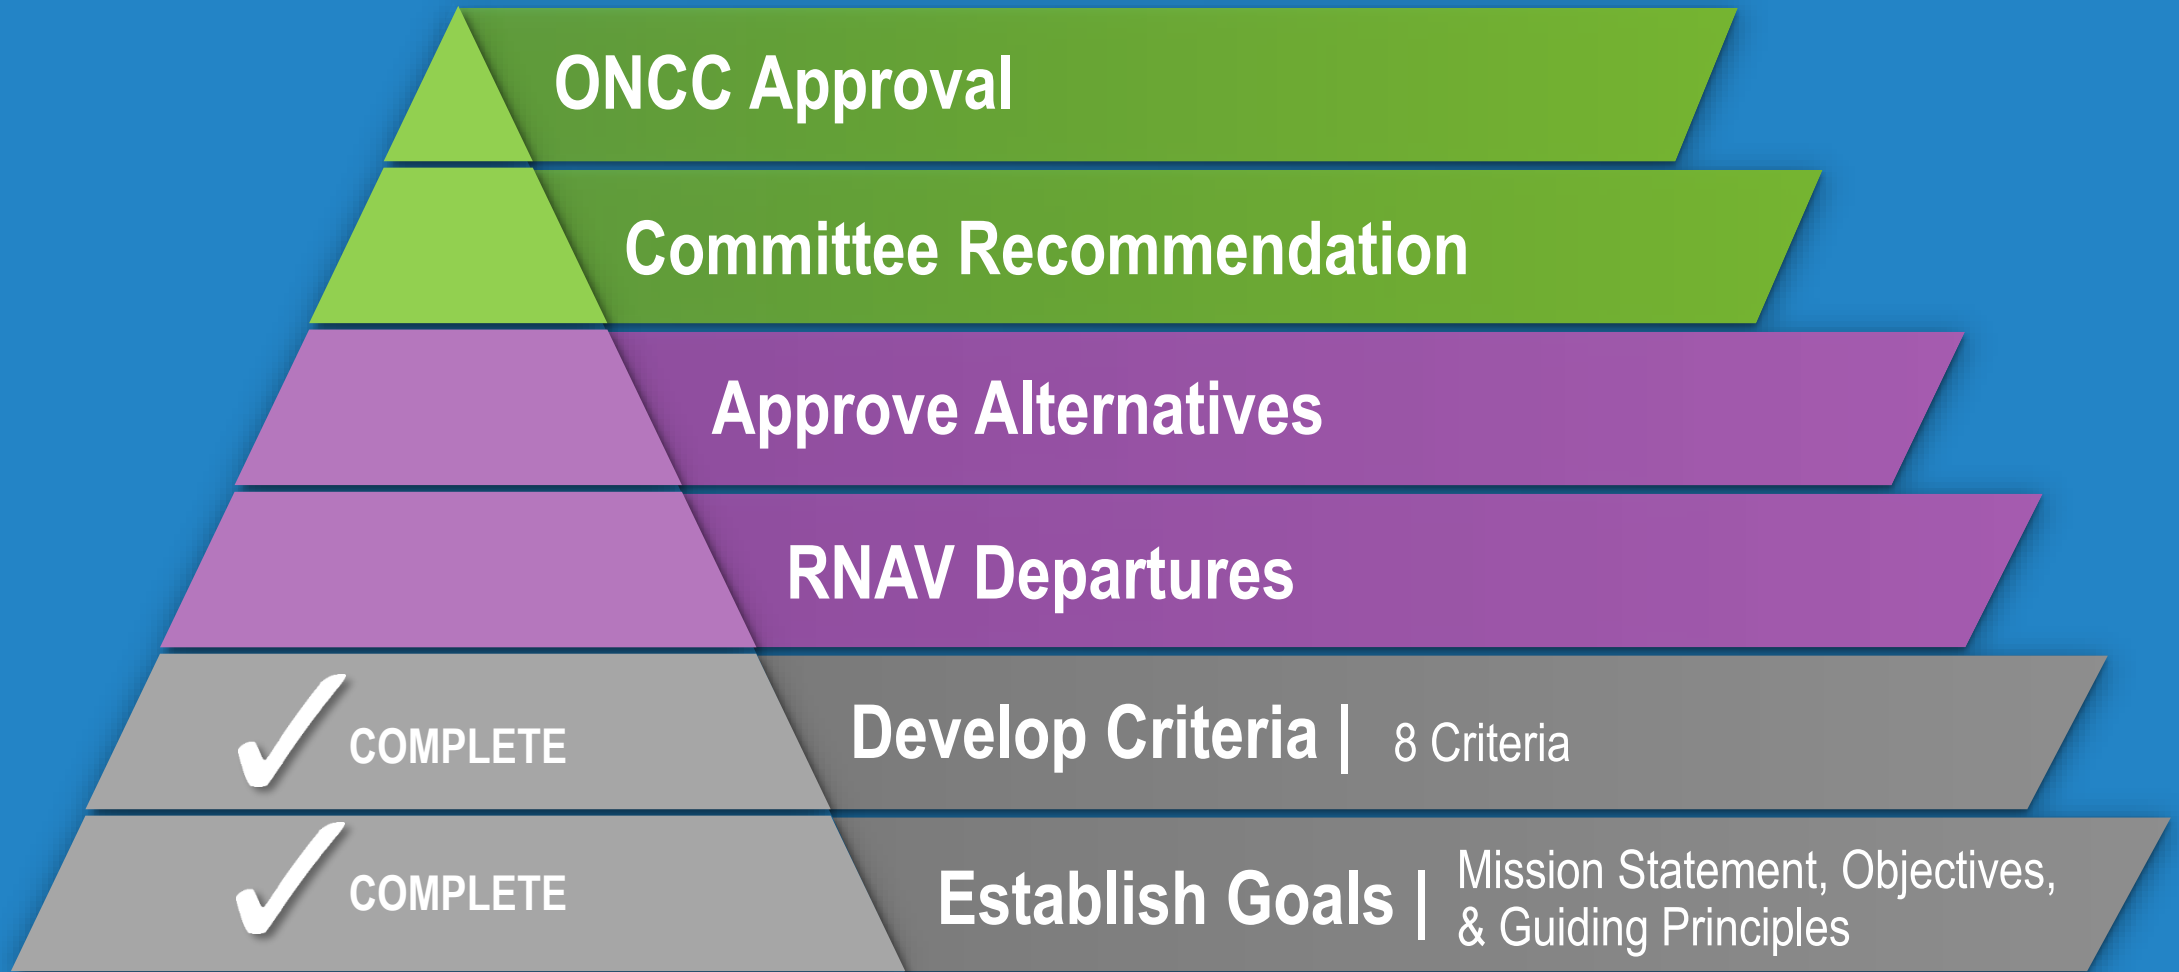 ONCC Approval
Committee Recommendation
Approve Alternatives
RNAV Departures
✓ COMPLETE
Develop Criteria | 8 Criteria
✓ COMPLETE
Establish Goals | Mission Statement, Objectives,
& Guiding Principles